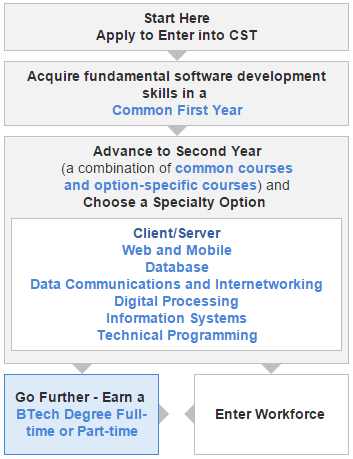 Start Here
Apply to Enter into CST
Acquire fundamental software development
skills in a
Common First Year
Advance to Second Year
(a combination of common courses
and option-specific courses) and
Choose a Specialty Option
Client/Server
Web and Mobile
Database
Data Communications and Internetworking
Digital Processing
Information Systems
Technical Programming
Go Further - Earn a
BTech Degree Full-
time or Part-time
Enter Workforce